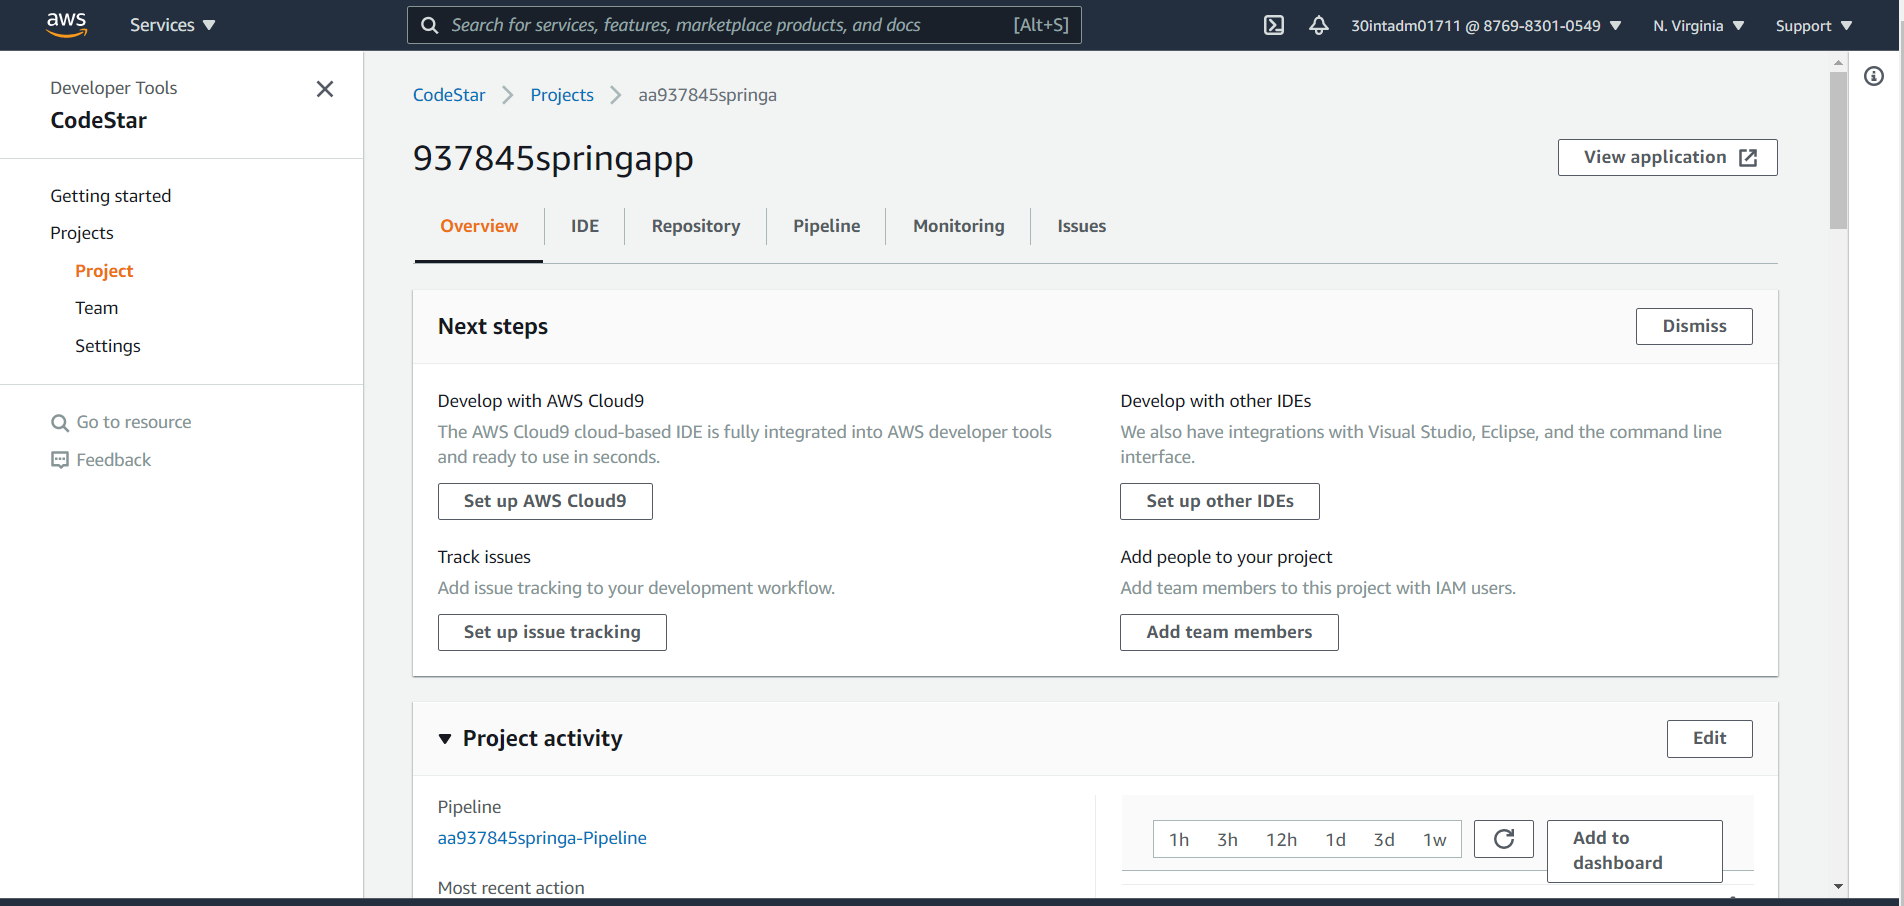 aws
Services
Search for services, features, marketplace products, and docs [Alt+S]
30intadm01711 @ 8769-8301-0549
N. Virginia
Support
Developer Tools
CodeStar
Getting started
Projects
Project
Team
Settings
Go to resource
Feedback
CodeStar Projects aa937845springa
937845springapp
View application
Overview IDE Repository Pipeline Monitoring Issues
Next steps
Dismiss
Develop with AWS Cloud9
The AWS Cloud9 cloud-based IDE is fully integrated into AWS developer tools
and ready to use in seconds.
Set up AWS Cloud9
Develop with other IDEs
We also have integrations with Visual Studio, Eclipse, and the command line
interface.
Set up other IDEs
Track issues
Add issue tracking to your development workflow.
Set up issue tracking
Add people to your project
Add team members to this project with IAM users.
Add team members
Project activity
Edit
Pipeline
aa937845springa-Pipeline
Most recent action
1h 3h 12h 1d 3d 1w
Add to
dashboard